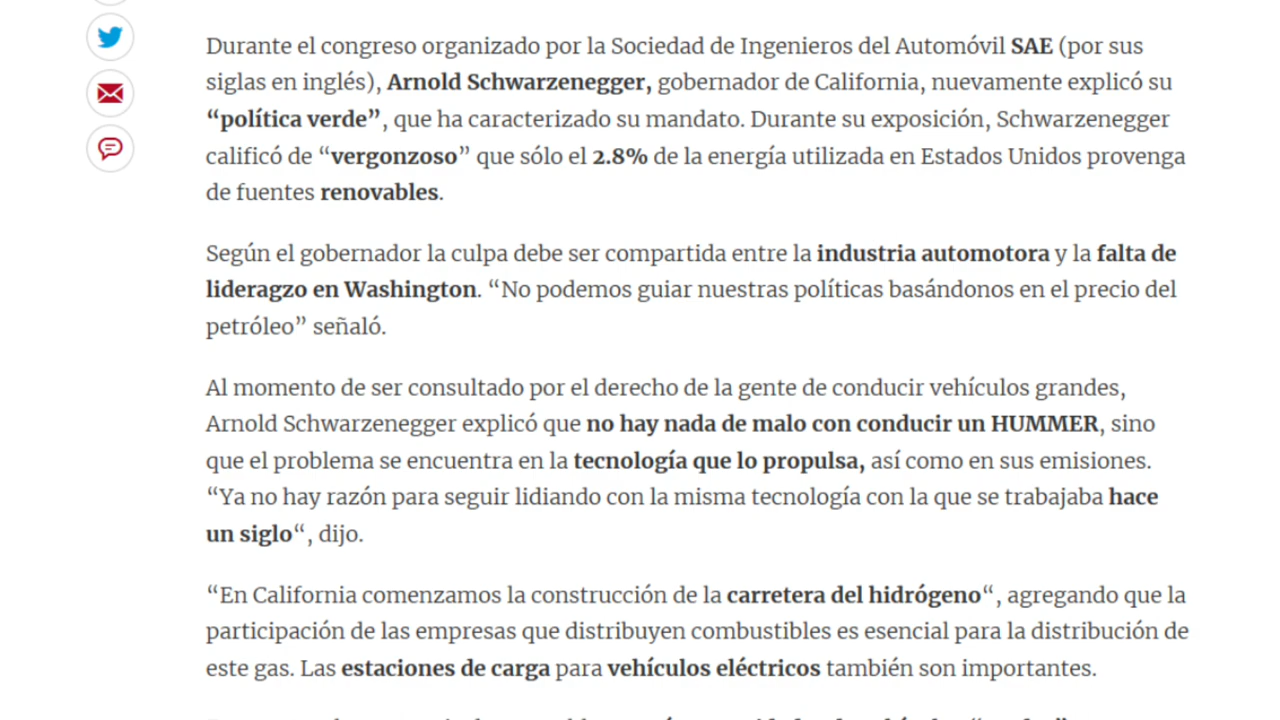 Durante el congreso organizado por la Sociedad de Ingenieros del Automóvil SAE (por sus
siglas en inglés), Arnold Schwarzenegger, gobernador de California, nuevamente explicó su
“política verde”, que ha caracterizado su mandato. Durante su exposición, Schwarzenegger
calificó de “vergonzoso” que sólo el 2.8% de la energía utilizada en Estados Unidos provenga
de fuentes renovables.
Según el gobernador la culpa debe ser compartida entre la industria automotora y la falta de
lideragzo en Washington. “No podemos guiar nuestras políticas basándonos en el precio del
petróleo” señaló.
Al momento de ser consultado por el derecho de la gente de conducir vehículos grandes,
Arnold Schwarzenegger explicó que no hay nada de malo con conducir un HUMMER, sino
que el problema se encuentra en la tecnología que lo propulsa, así como en sus emisiones.
“Ya no hay razón para seguir lidiando con la misma tecnología con la que se trabajaba hace
un siglo“, dijo.
“En California comenzamos la construcción de la carretera del hidrógeno“, agregando que la
participación de las empresas que distribuyen combustibles es esencial para la distribución de
este gas. Las estaciones de carga para vehículos eléctricos también son importantes.